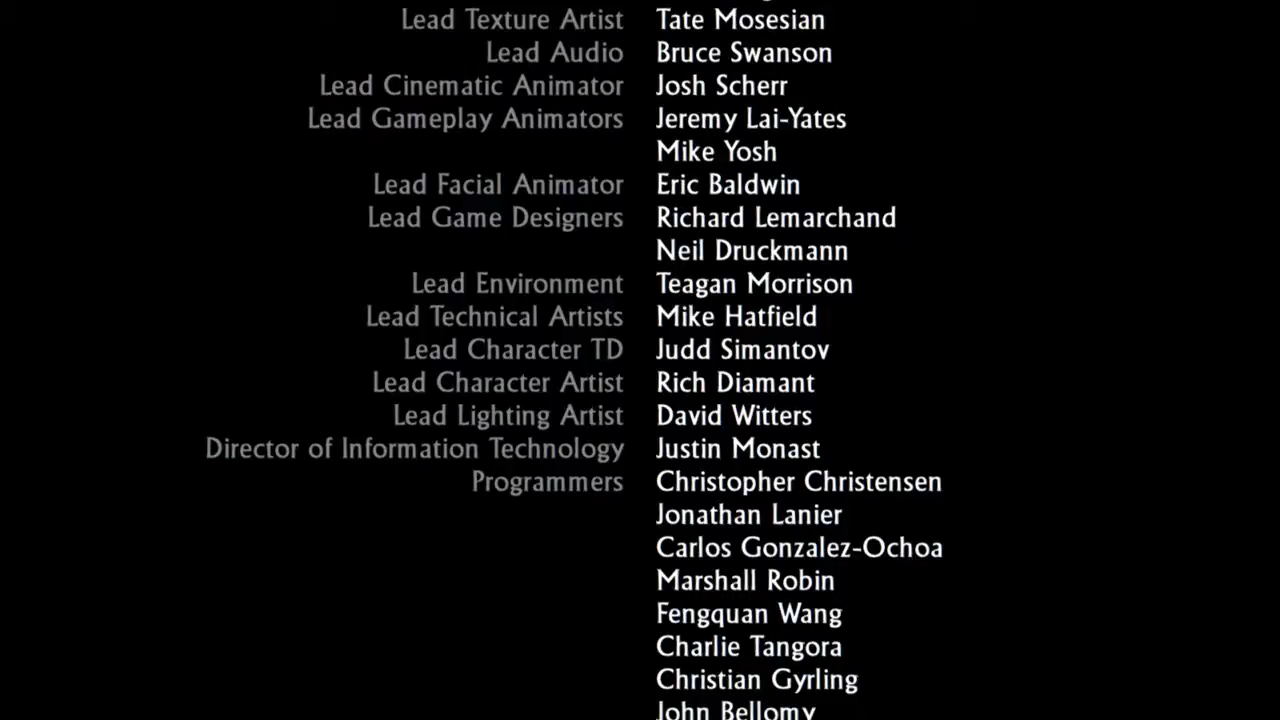 Lead Texture Artist Tate Mosesian
Lead Audio Bruce Swanson
Lead Cinematic Animator Josh Scherr
Lead Gameplay Animators Jeremy Lai-Yates
Mike Yosh
Lead Facial Animator Eric Baldwin
Lead Game Designers Richard Lemarchand
Neil Druckmann
Lead Environment Teagan Morrison
Lead Technical Artists Mike Hatfield
Lead Character TD Judd Simantov
Lead Character Artist Rich Diamant
Lead Lighting Artist David Witters
Director of Information Technology Justin Monast
Programmers Christopher Christensen
Jonathan Lanier
Carlos Gonzalez-Ochoa
Marshall Robin
Fengquan Wang
Charlie Tangora
Christian Gyrling
John Bellomy